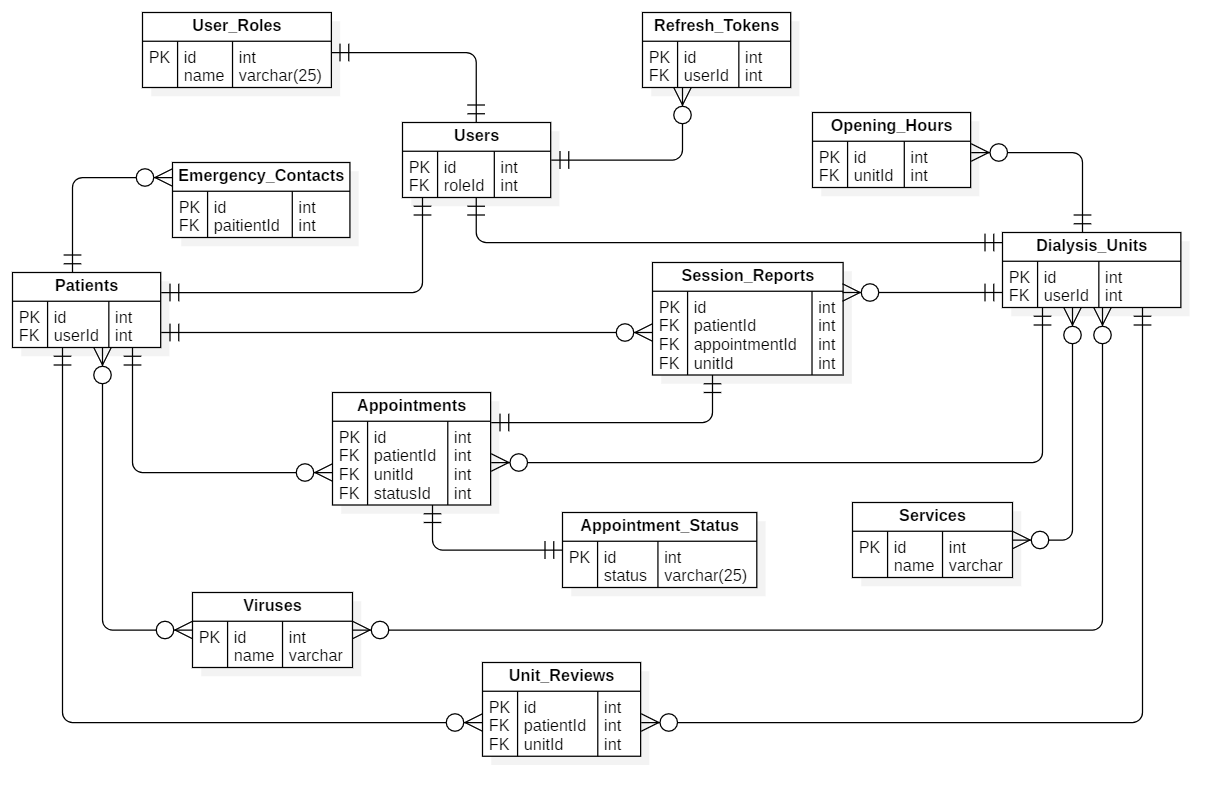 User_Roles
PK id int
name varchar(25)
Refresh_Tokens
PK id int
FK userId int
Users
PK id int
FK roleId int
Opening_Hours
PK id int
FK unitId int
Emergency_Contacts
PK id int
FK paitientId int
Dialysis_Units
PK id int
FK userId int
Patients
PK id int
FK userId int
Session_Reports
PK id int
FK patientId int
FK appointmentId int
FK unitId int
Appointments
PK id int
FK patientId int
FK unitId int
FK statusId int
Appointment_Status
PK id int
status varchar(25)
Services
PK id int
name varchar
Viruses
PK id int
name varchar
Unit_Reviews
PK id int
FK patientId int
FK unitId int